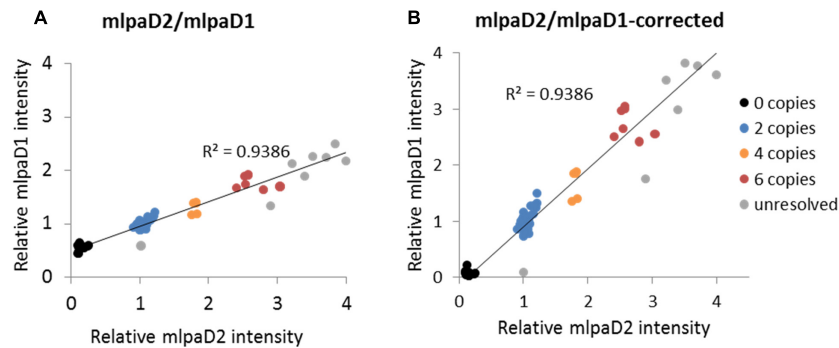 A
mlpaD2/mlpaD1
Relative mlpaD1 intensity
4
3
2
1
0
R² = 0.9386
0 1 2 3 4
Relative mlpaD2 intensity
B
mlpaD2/mlpaD1-corrected
Relative mlpaD1 intensity
4
3
2
1
0
R² = 0.9386
0 1 2 3 4
Relative mlpaD2 intensity
0 copies
2 copies
4 copies
6 copies
unresolved